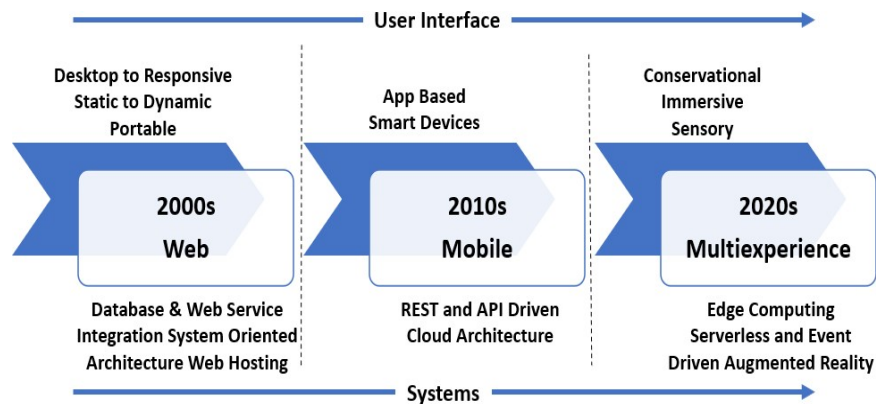 User Interface
Desktop to Responsive
Static to Dynamic
Portable
App Based
Smart Devices
Conservational
Immersive
Sensory
2000s
Web
2010s
Mobile
2020s
Multiexperience
Database & Web Service
Integration System Oriented
Architecture Web Hosting
REST and API Driven
Cloud Architecture
Edge Computing
Serverless and Event
Driven Augmented Reality
Systems